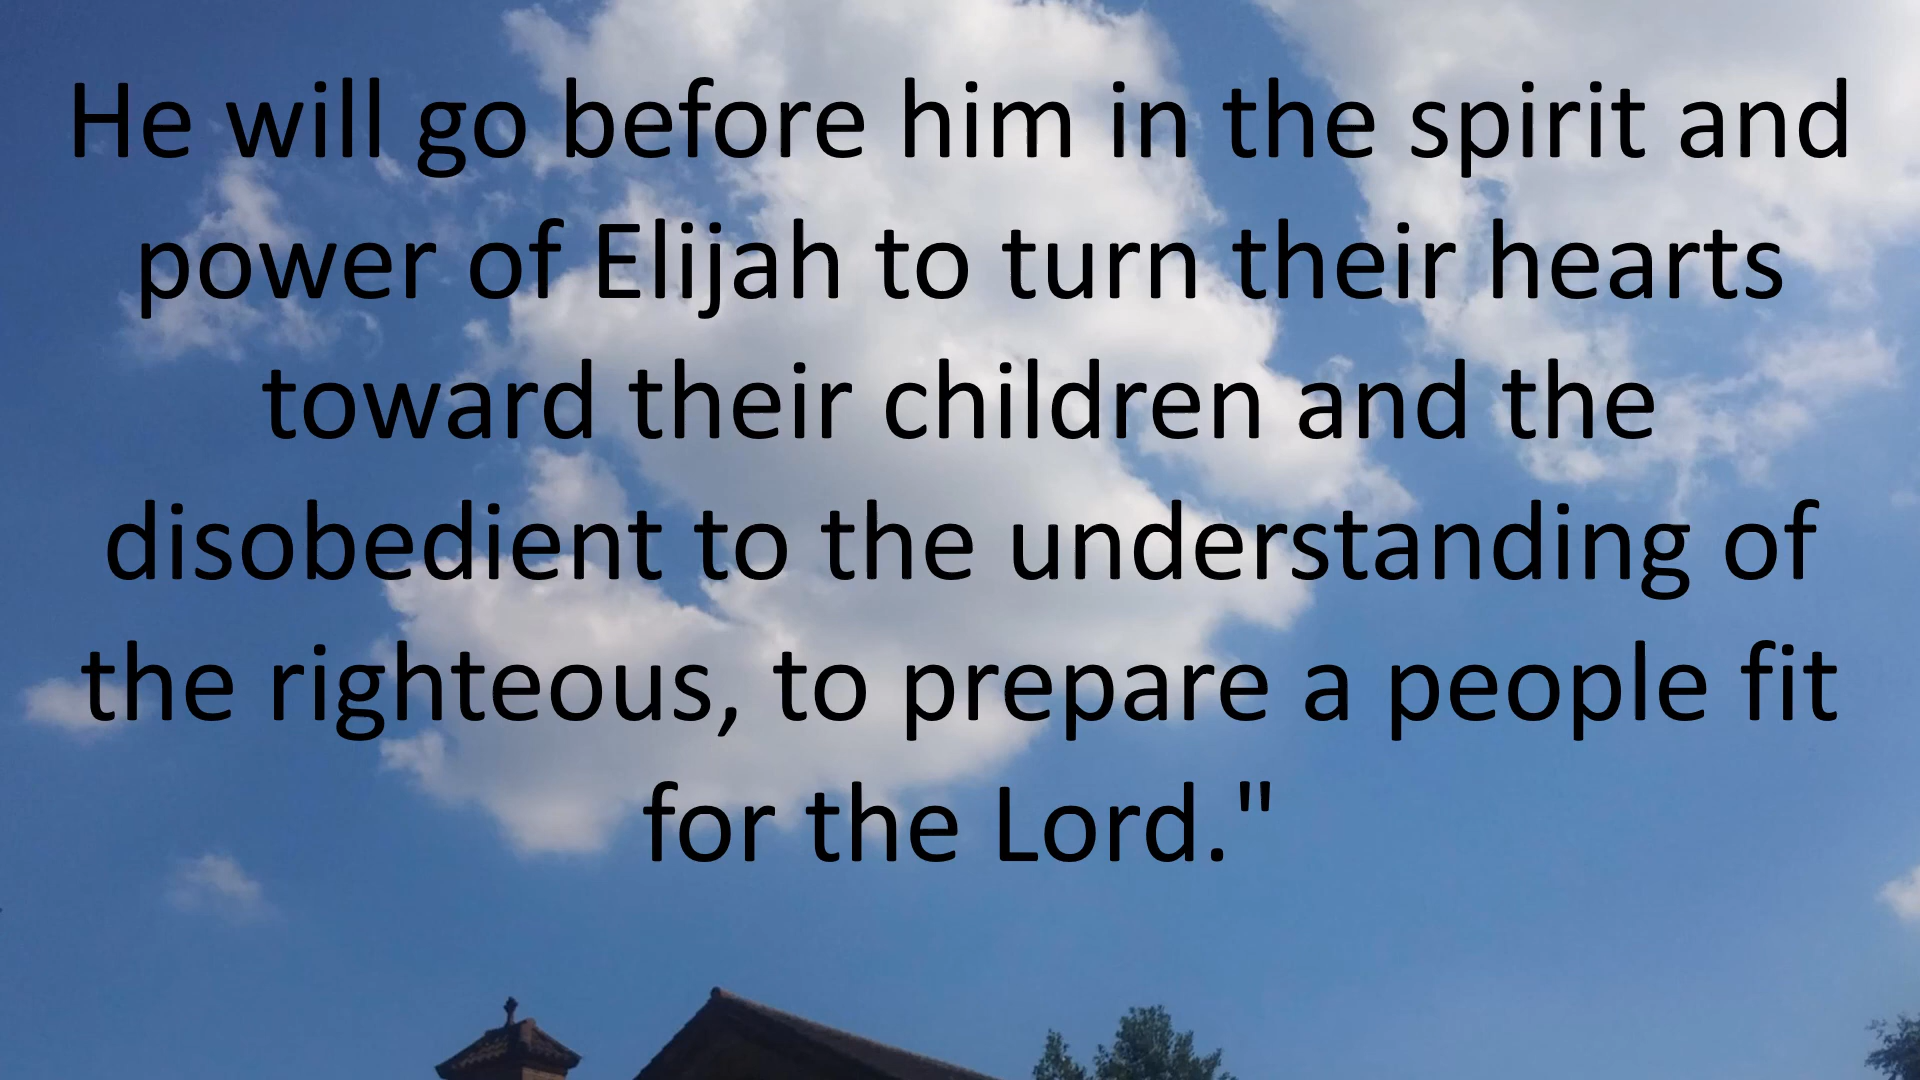 He will go before him in the spirit and
power of Elijah to turn their hearts
toward their children and the
disobedient to the understanding of
the righteous, to prepare a people fit
for the Lord."